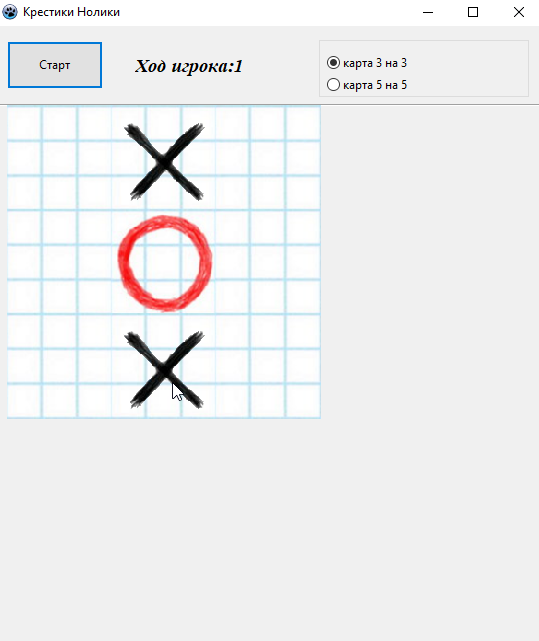 Крестики Нолики
Старт
Ход игрока:1
карта 3 на 3
карта 5 на 5